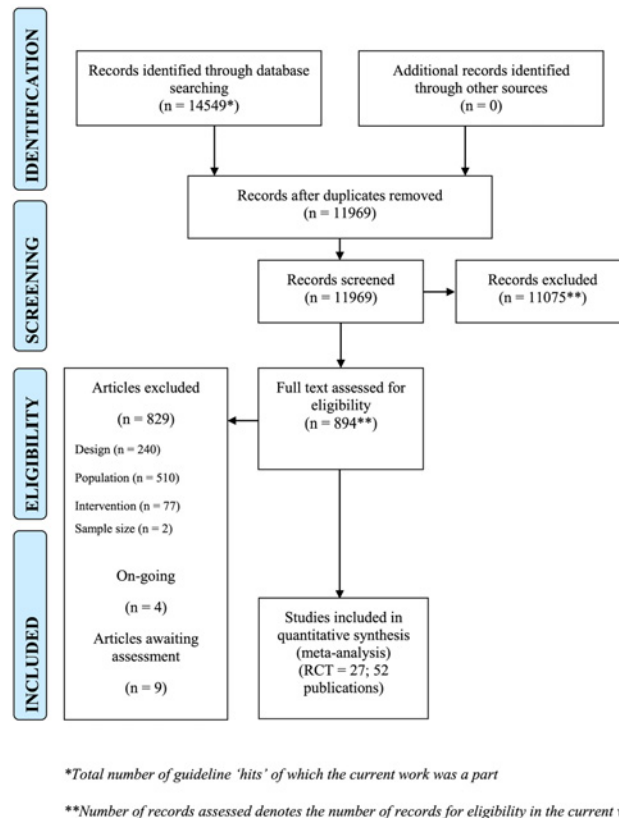 IDENTIFICATION
Records identified through database
searching
(n = 14549*)
Additional records identified
through other sources
(n = 0)
Records after duplicates removed
(n = 11969)
SCREENING
Records screened
(n = 11969)
Records excluded
(n = 11075**)
ELIGIBILITY
Full text assessed for
eligibility
(n = 894**)
Articles excluded
(n = 829)
Design (n = 240)
Population (n = 510)
Intervention (n = 77)
Sample size (n = 2)
On-going
(n = 4)
Articles awaiting
assessment
(n = 9)
INCLUDED
Studies included in
quantitative synthesis
(meta-analysis)
(RCT = 27; 52
publications)
*Total number of guideline ‘hits’ of which the current work was a part
**Number of records assessed denotes the number of records for eligibility in the current